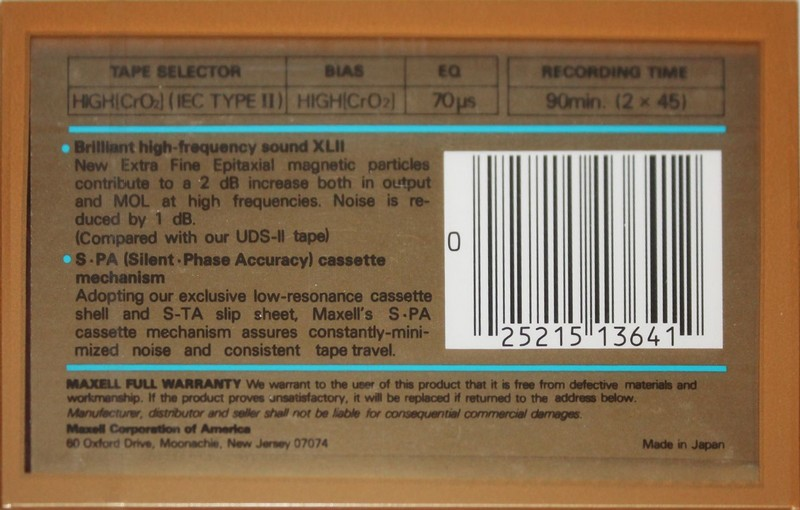 TAPE SELECTOR BIAS EQ RECORDING TIME
HIGH[CrO₂] (IEC TYPE II) HIGH[CrO₂] 70µs 90min. (2 × 45)
• Brilliant high-frequency sound XLII
New Extra Fine Epitaxial magnetic particles
contribute to a 2 dB increase both in output
and MOL at high frequencies. Noise is re-
duced by 1 dB.
(Compared with our UDS-II tape)
• S·PA (Silent·Phase Accuracy) cassette
mechanism
Adopting our exclusive low-resonance cassette
shell and S-TA slip sheet, Maxell's S·PA
cassette mechanism assures constantly-mini-
mized noise and consistent tape travel.
0 25215 13641
MAXELL FULL WARRANTY We warrant to the user of this product that it is free from defective materials and
workmanship. If the product proves unsatisfactory, it will be replaced if returned to the address below.
Manufacturer, distributor and seller shall not be liable for consequential commercial damages.
Maxell Corporation of America
60 Oxford Drive, Moonachie, New Jersey 07074 Made in Japan